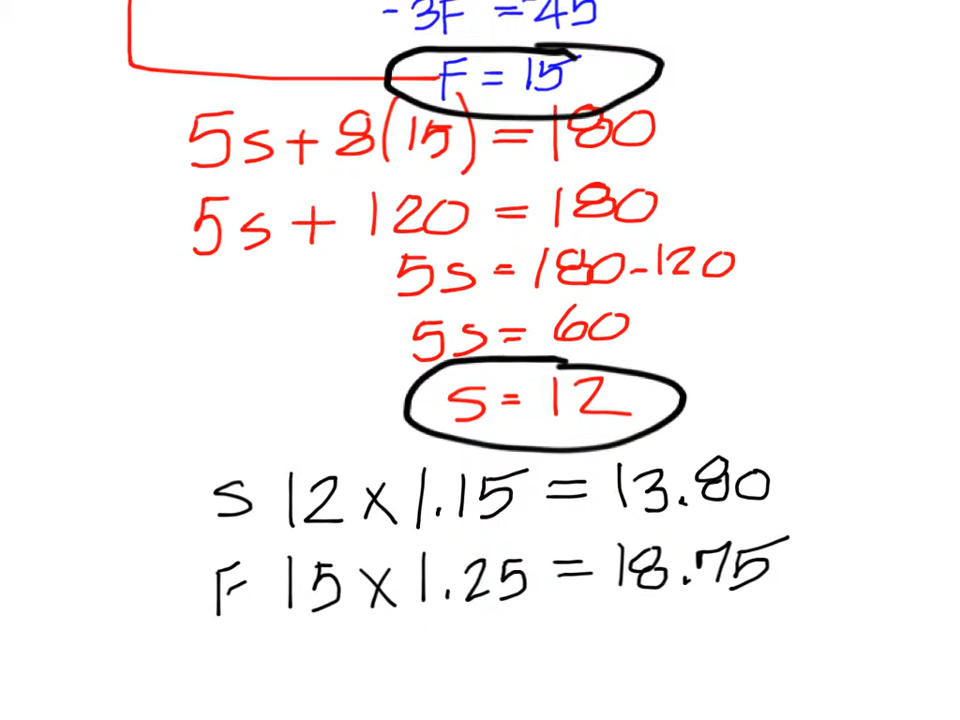 - 3F = -45
F = 15
5s + 8(15) = 180
5s + 120 = 180
5s = 180 - 120
5s = 60
s = 12
S 12 x 1.15 = 13.80
F 15 x 1.25 = 18.75